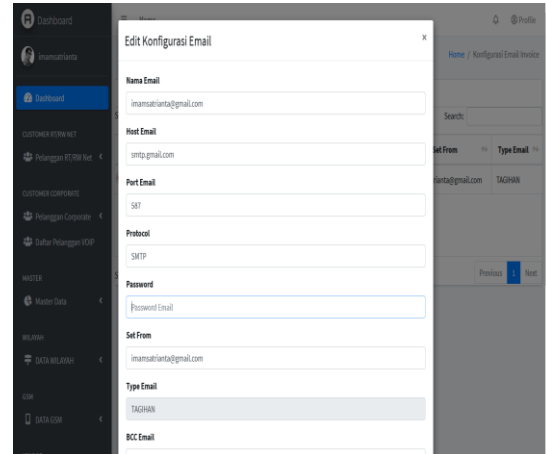 R Dashboard
Home
Profile
imamsatrianta
Home / Konfigurasi Email Invoice
Dashboard
Search:
CUSTOMER RT/RW NET
Set From
Type Email
Pelanggan RT/RW Net
rianta@gmail.com
TAGIHAN
CUSTOMER CORPORATE
Pelanggan Corporate
Daftar Pelanggan VOIP
MASTER
Previous 1 Next
Master Data
WILAYAH
DATA WILAYAH
GSM
DATA GSM
Edit Konfigurasi Email
x
Nama Email
imamsatrianta@gmail.com
Host Email
smtp.gmail.com
Port Email
587
Protocol
SMTP
Password
Password Email
Set From
imamsatrianta@gmail.com
Type Email
TAGIHAN
BCC Email